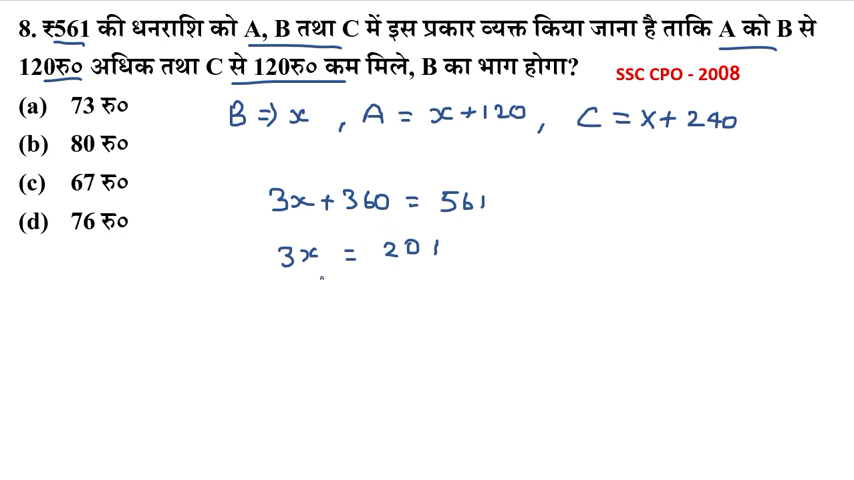 8. ₹561 की धनराशि को A, B तथा C में इस प्रकार व्यक्त किया जाना है ताकि A को B से
120रु० अधिक तथा C से 120रु० कम मिले, B का भाग होगा?
SSC CPO - 2008
(a) 73 रु०
B => x , A = x+120, C = x+240
(b) 80 रु०
(c) 67 रु०
3x + 360 = 561
(d) 76 रु०
3x = 201